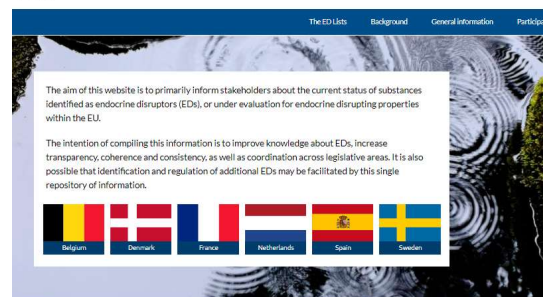 The ED Lists Background General information
The aim of this website is to primarily inform stakeholders about the current status of substances
identified as endocrine disruptors (EDs), or under evaluation for endocrine disrupting properties
within the EU.
The intention of compiling this information is to improve knowledge about EDs, increase
transparency, coherence and consistency, as well as coordination across legislative areas. It is also
possible that identification and regulation of additional EDs may be facilitated by this single
repository of information.
Belgium Denmark France Netherlands Spain Sweden